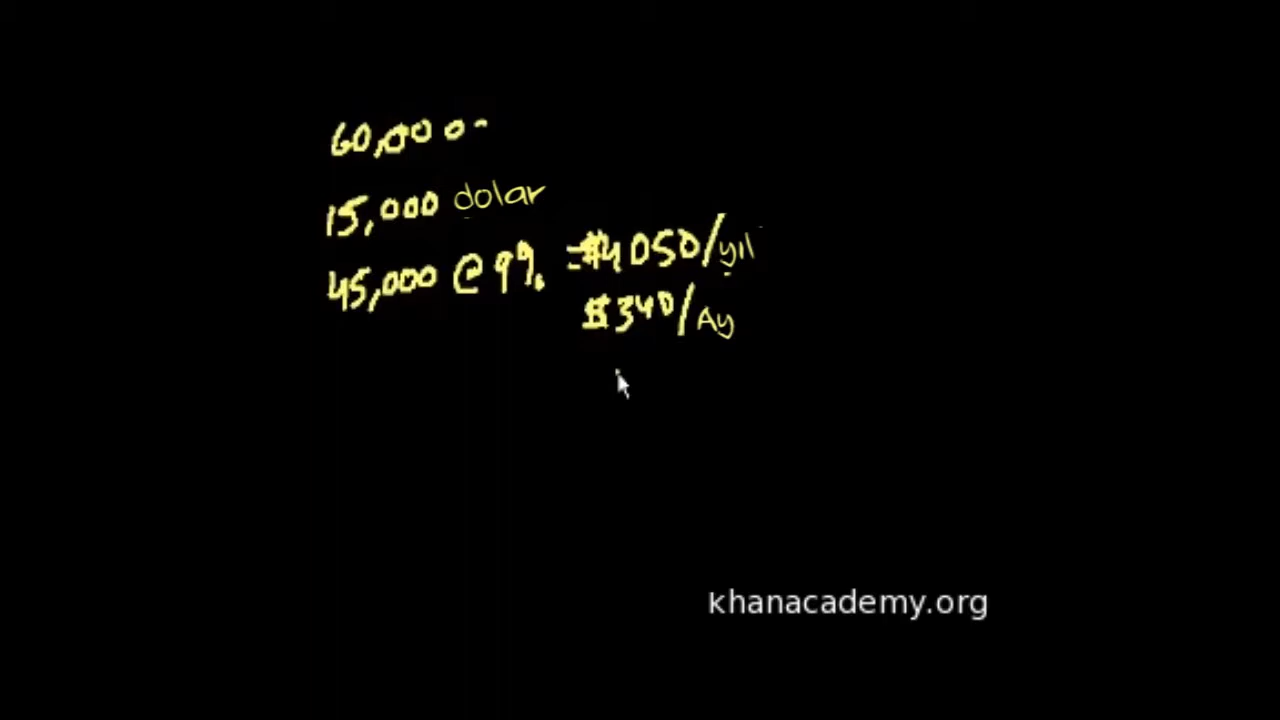 60,000-
15,000 dolar
45,000 @ 9% =$4050/yıl
$340/Ay
khanacademy.org